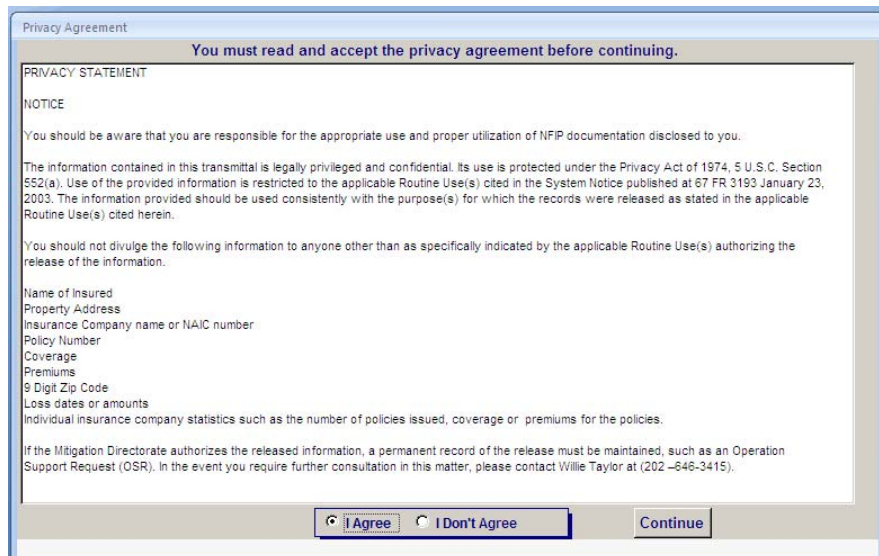 Privacy Agreement
You must read and accept the privacy agreement before continuing.
PRIVACY STATEMENT
NOTICE
You should be aware that you are responsible for the appropriate use and proper utilization of NFIP documentation disclosed to you.
The information contained in this transmittal is legally privileged and confidential. Its use is protected under the Privacy Act of 1974, 5 U.S.C. Section
552(a). Use of the provided information is restricted to the applicable Routine Use(s) cited in the System Notice published at 67 FR 3193 January 23,
2003. The information provided should be used consistently with the purpose(s) for which the records were released as stated in the applicable
Routine Use(s) cited herein.
You should not divulge the following information to anyone other than as specifically indicated by the applicable Routine Use(s) authorizing the
release of the information.
Name of Insured
Property Address
Insurance Company name or NAIC number
Policy Number
Coverage
Premiums
9 Digit Zip Code
Loss dates or amounts
Individual insurance company statistics such as the number of policies issued, coverage or premiums for the policies.
If the Mitigation Directorate authorizes the released information, a permanent record of the release must be maintained, such as an Operation
Support Request (OSR). In the event you require further consultation in this matter, please contact Willie Taylor at (202 –646-3415).
I Agree I Don't Agree Continue